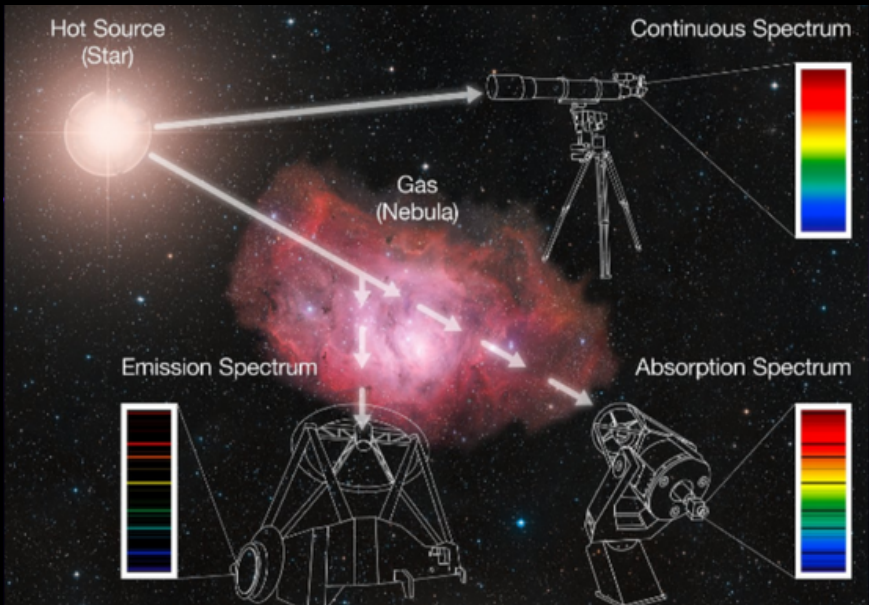 Hot Source
(Star)
Continuous Spectrum
Gas
(Nebula)
Emission Spectrum
Absorption Spectrum